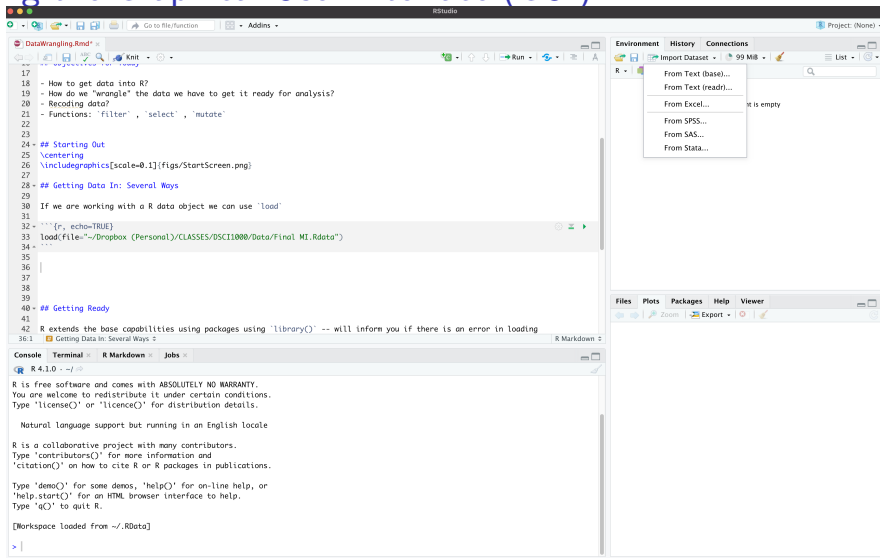 RStudio
Go to file/function
Addins
Project: (None)
DataWrangling.Rmd*
Knit
Run
17
18 - How to get data into R?
19 - How do we "wrangle" the data we have to get it ready for analysis?
20 - Recoding data?
21 - Functions: `filter` , `select` , `mutate`
22
23
24 ## Starting Out
25 \centering
26 \includegraphics[scale=0.1]{figs/StartScreen.png}
27
28 ## Getting Data In: Several Ways
29
30 If we are working with a R data object we can use `load`
31
32 ```{r, echo=TRUE}
33 load(file="~/Dropbox (Personal)/CLASSES/DSCI1000/Data/Final MI.Rdata")
34 ```
35
36
37
38
39
40 ## Getting Ready
41
42 R extends the base capabilities using packages using `library()` -- will inform you if there is an error in loading
36:1 Getting Data In: Several Ways R Markdown
Console Terminal R Markdown Jobs
R 4.1.0 · ~/
R is free software and comes with ABSOLUTELY NO WARRANTY.
You are welcome to redistribute it under certain conditions.
Type 'license()' or 'licence()' for distribution details.
Natural language support but running in an English locale
R is a collaborative project with many contributors.
Type 'contributors()' for more information and
'citation()' on how to cite R or R packages in publications.
Type 'demo()' for some demos, 'help()' for on-line help, or
'help.start()' for an HTML browser interface to help.
Type 'q()' to quit R.
[Workspace loaded from ~/.RData]
>
Environment History Connections
Import Dataset 99 MiB List
R
From Text (base)...
From Text (readr)...
From Excel...
From SPSS...
From SAS...
From Stata...
nt is empty
Files Plots Packages Help Viewer
Zoom Export